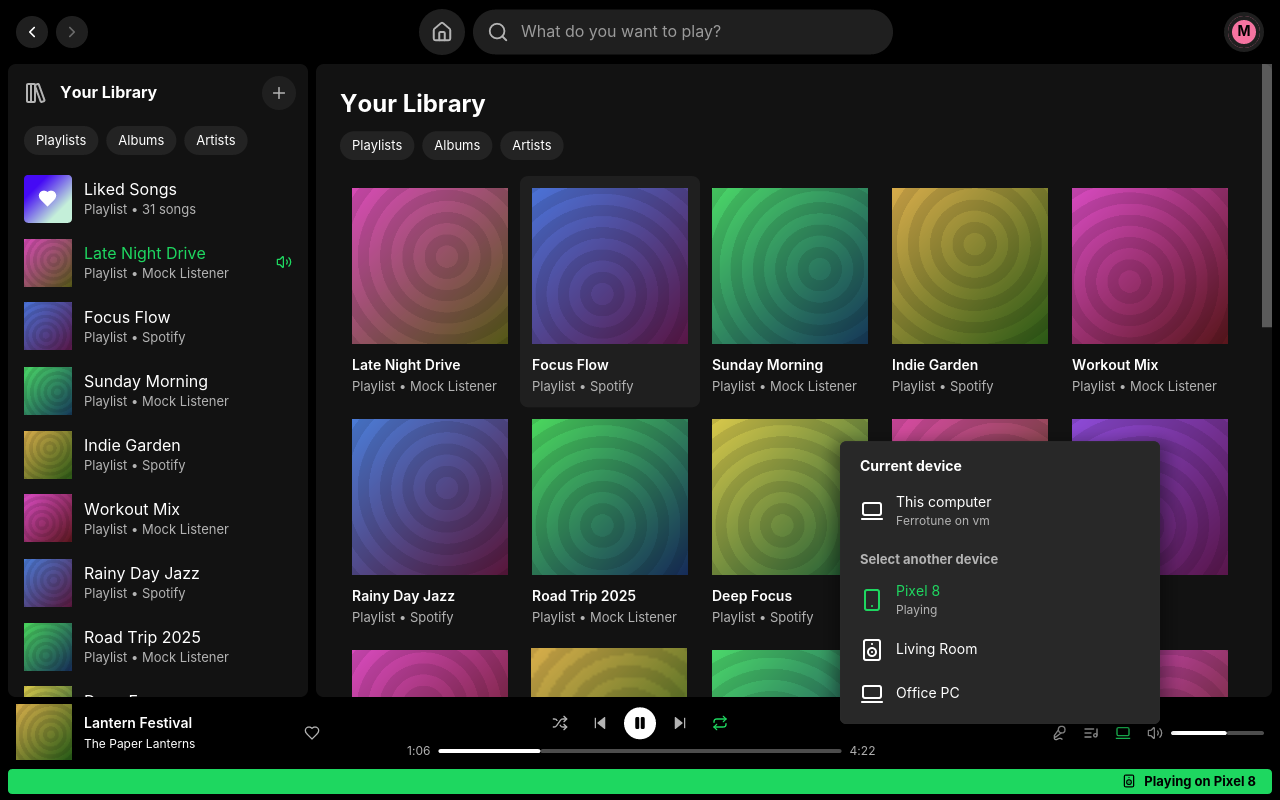 What do you want to play?
M
Your Library
Playlists
Albums
Artists
Liked Songs
Playlist • 31 songs
Late Night Drive
Playlist • Mock Listener
Focus Flow
Playlist • Spotify
Sunday Morning
Playlist • Mock Listener
Indie Garden
Playlist • Spotify
Workout Mix
Playlist • Mock Listener
Rainy Day Jazz
Playlist • Spotify
Road Trip 2025
Playlist • Mock Listener
Your Library
Playlists
Albums
Artists
Late Night Drive
Playlist • Mock Listener
Focus Flow
Playlist • Spotify
Sunday Morning
Playlist • Mock Listener
Indie Garden
Playlist • Spotify
Workout Mix
Playlist • Mock Listener
Rainy Day Jazz
Playlist • Spotify
Road Trip 2025
Playlist • Mock Listener
Deep Focus
Playlist • Spotify
Current device
This computer
Ferrotune on vm
Select another device
Pixel 8
Playing
Living Room
Office PC
Lantern Festival
The Paper Lanterns
1:06
4:22
Playing on Pixel 8